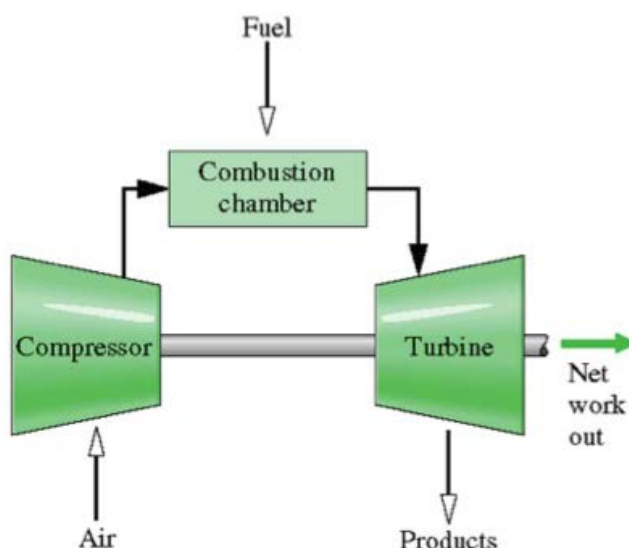 Fuel
Combustion
chamber
Compressor
Turbine
Net
work
out
Air
Products